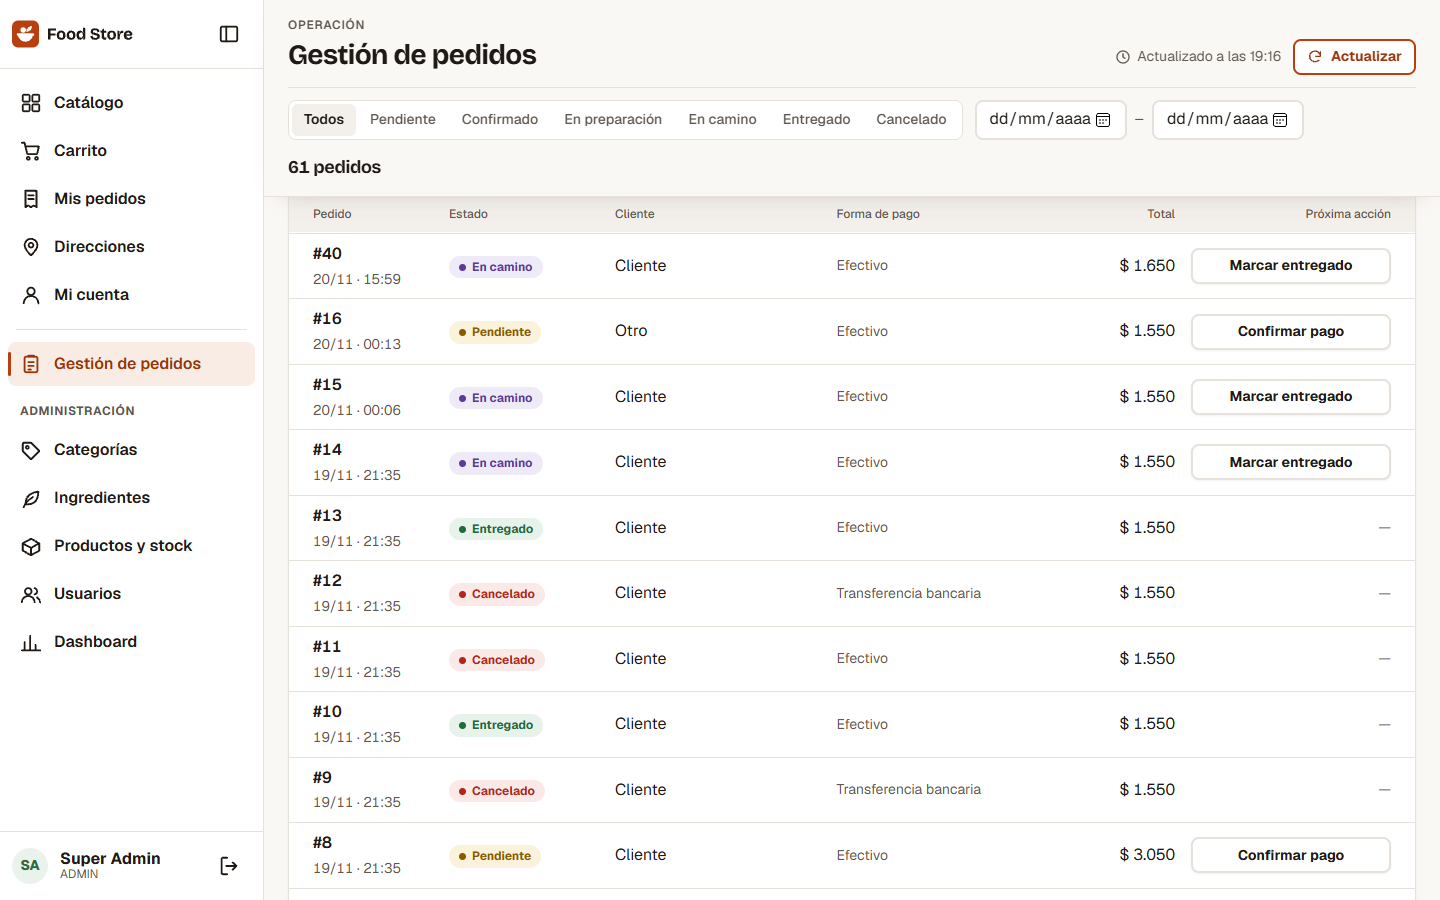 Food Store
Catálogo
Carrito
Mis pedidos
Direcciones
Mi cuenta
Gestión de pedidos
ADMINISTRACIÓN
Categorías
Ingredientes
Productos y stock
Usuarios
Dashboard
SA
Super Admin
ADMIN
OPERACIÓN
Gestión de pedidos
Actualizado a las 19:16
Actualizar
Todos Pendiente Confirmado En preparación En camino Entregado Cancelado dd/mm/aaaa – dd/mm/aaaa
61 pedidos
Pedido Estado Cliente Forma de pago Total Próxima acción
#40
20/11 · 15:59
En camino Cliente Efectivo $ 1.650 Marcar entregado
#16
20/11 · 00:13
Pendiente Otro Efectivo $ 1.550 Confirmar pago
#15
20/11 · 00:06
En camino Cliente Efectivo $ 1.550 Marcar entregado
#14
19/11 · 21:35
En camino Cliente Efectivo $ 1.550 Marcar entregado
#13
19/11 · 21:35
Entregado Cliente Efectivo $ 1.550 —
#12
19/11 · 21:35
Cancelado Cliente Transferencia bancaria $ 1.550 —
#11
19/11 · 21:35
Cancelado Cliente Efectivo $ 1.550 —
#10
19/11 · 21:35
Entregado Cliente Efectivo $ 1.550 —
#9
19/11 · 21:35
Cancelado Cliente Transferencia bancaria $ 1.550 —
#8
19/11 · 21:35
Pendiente Cliente Efectivo $ 3.050 Confirmar pago